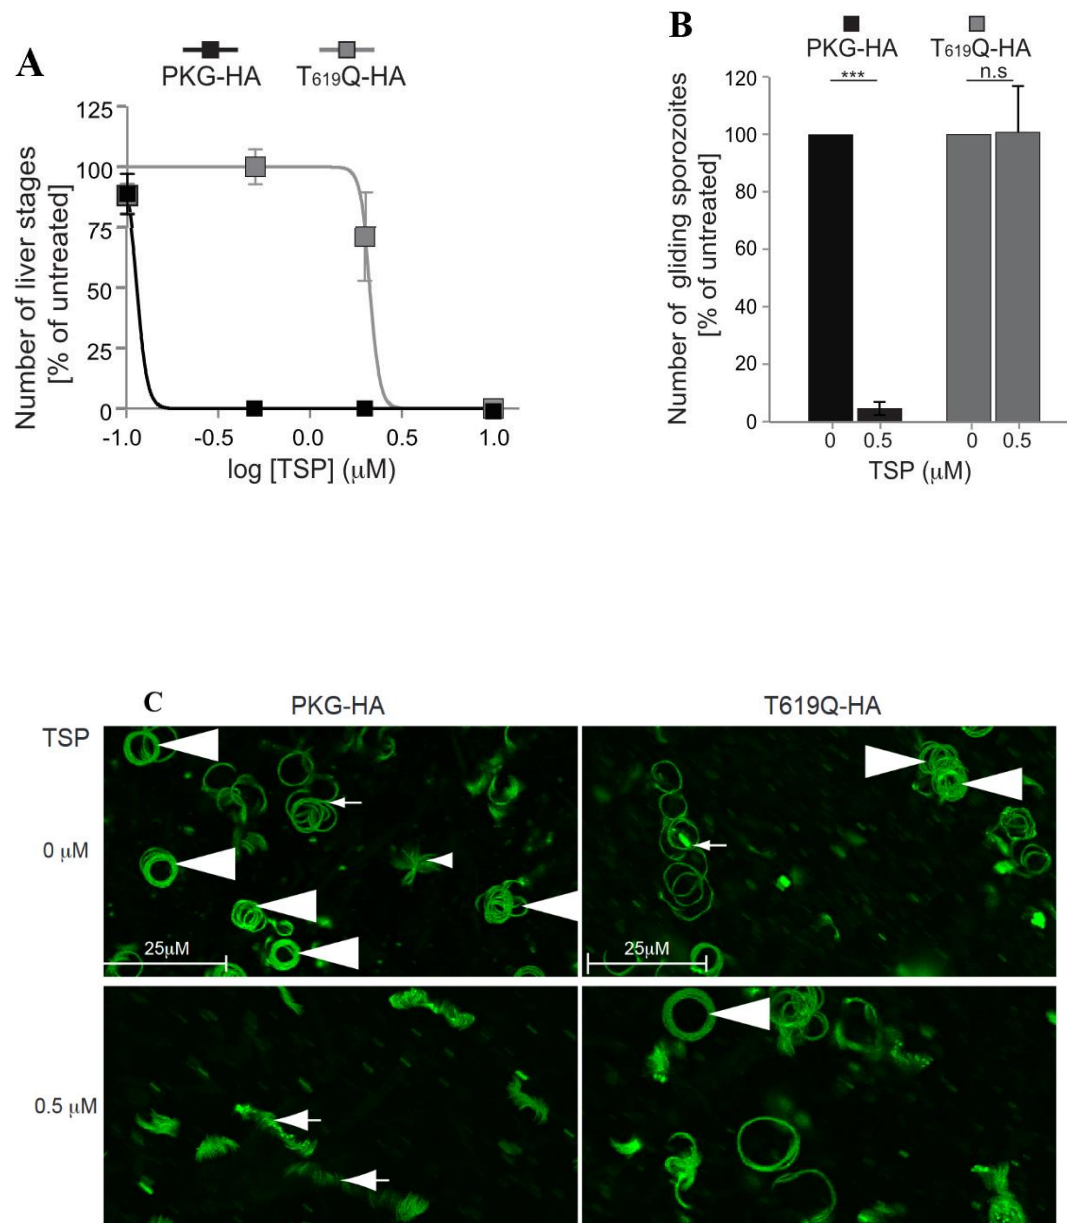 A
PKG-HA
T619Q-HA
Number of liver stages
[% of untreated]
125
100
75
50
25
0
-1.0
-0.5
0.0
0.5
1.0
log [TSP] (μM)
B
PKG-HA
T619Q-HA
Number of gliding sporozoites
[% of untreated]
120
100
80
60
40
20
0
***
n.s
0
0.5
0
0.5
TSP (μM)
C
PKG-HA
T619Q-HA
TSP
0 μM
25μM
25μM
0.5 μM